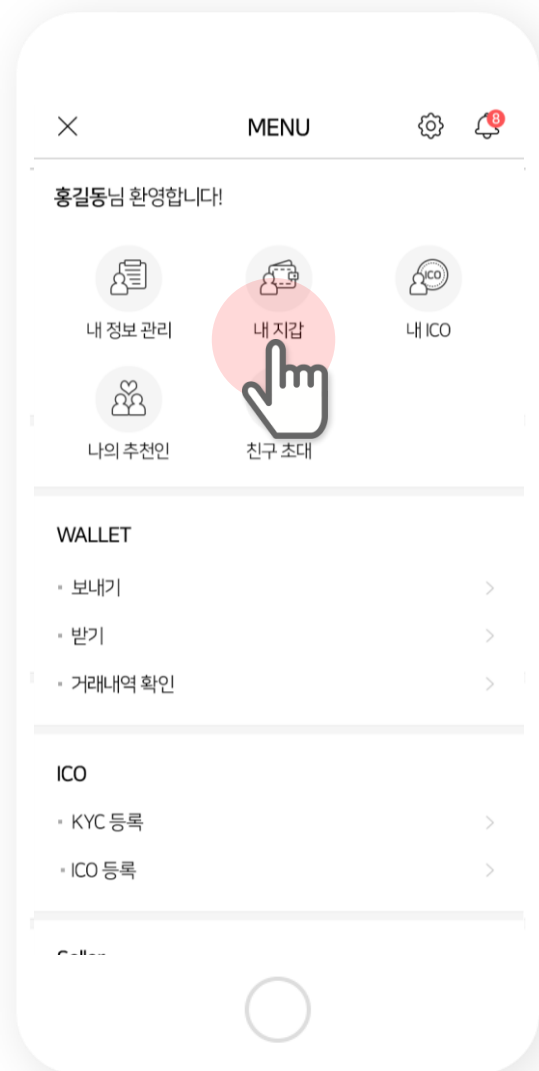 MENU
8
홍길동님 환영합니다!
ICO
내 정보 관리
내 지갑
내 ICO
나의 추천인
친구 초대
WALLET
보내기
받기
거래내역 확인
ICO
KYC 등록
ICO 등록